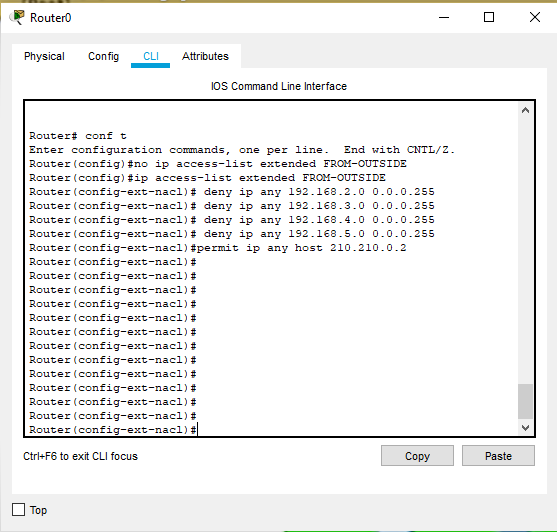 Router0
Physical Config CLI Attributes
IOS Command Line Interface
Router# conf t
Enter configuration commands, one per line.  End with CNTL/Z.
Router(config)#no ip access-list extended FROM-OUTSIDE
Router(config)#ip access-list extended FROM-OUTSIDE
Router(config-ext-nacl)# deny ip any 192.168.2.0 0.0.0.255
Router(config-ext-nacl)# deny ip any 192.168.3.0 0.0.0.255
Router(config-ext-nacl)# deny ip any 192.168.4.0 0.0.0.255
Router(config-ext-nacl)# deny ip any 192.168.5.0 0.0.0.255
Router(config-ext-nacl)#permit ip any host 210.210.0.2
Router(config-ext-nacl)#
Router(config-ext-nacl)#
Router(config-ext-nacl)#
Router(config-ext-nacl)#
Router(config-ext-nacl)#
Router(config-ext-nacl)#
Router(config-ext-nacl)#
Router(config-ext-nacl)#
Router(config-ext-nacl)#
Router(config-ext-nacl)#
Router(config-ext-nacl)#
Router(config-ext-nacl)#
Router(config-ext-nacl)#
Ctrl+F6 to exit CLI focus
Copy Paste
Top